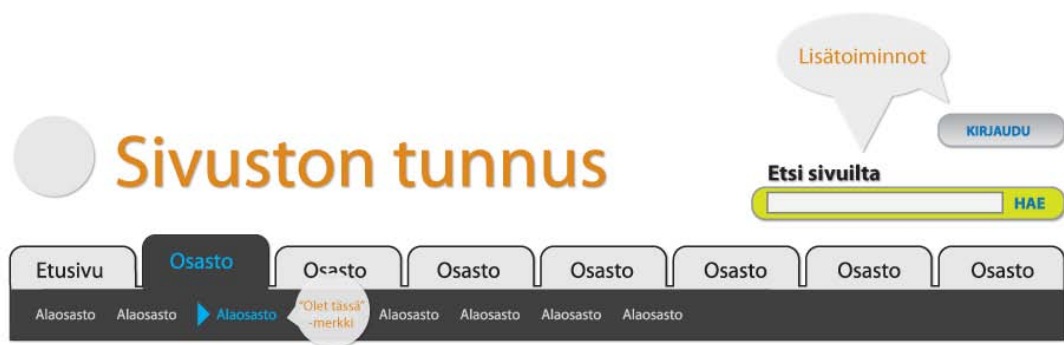 Lisätoiminnot
KIRJAUDU
Sivuston tunnus
Etsi sivuilta
HAE
Etusivu Osasto Osasto Osasto Osasto Osasto Osasto Osasto
Alaosasto Alaosasto Alaosasto "Olet tässä" Alaosasto Alaosasto Alaosasto Alaosasto
-merkki